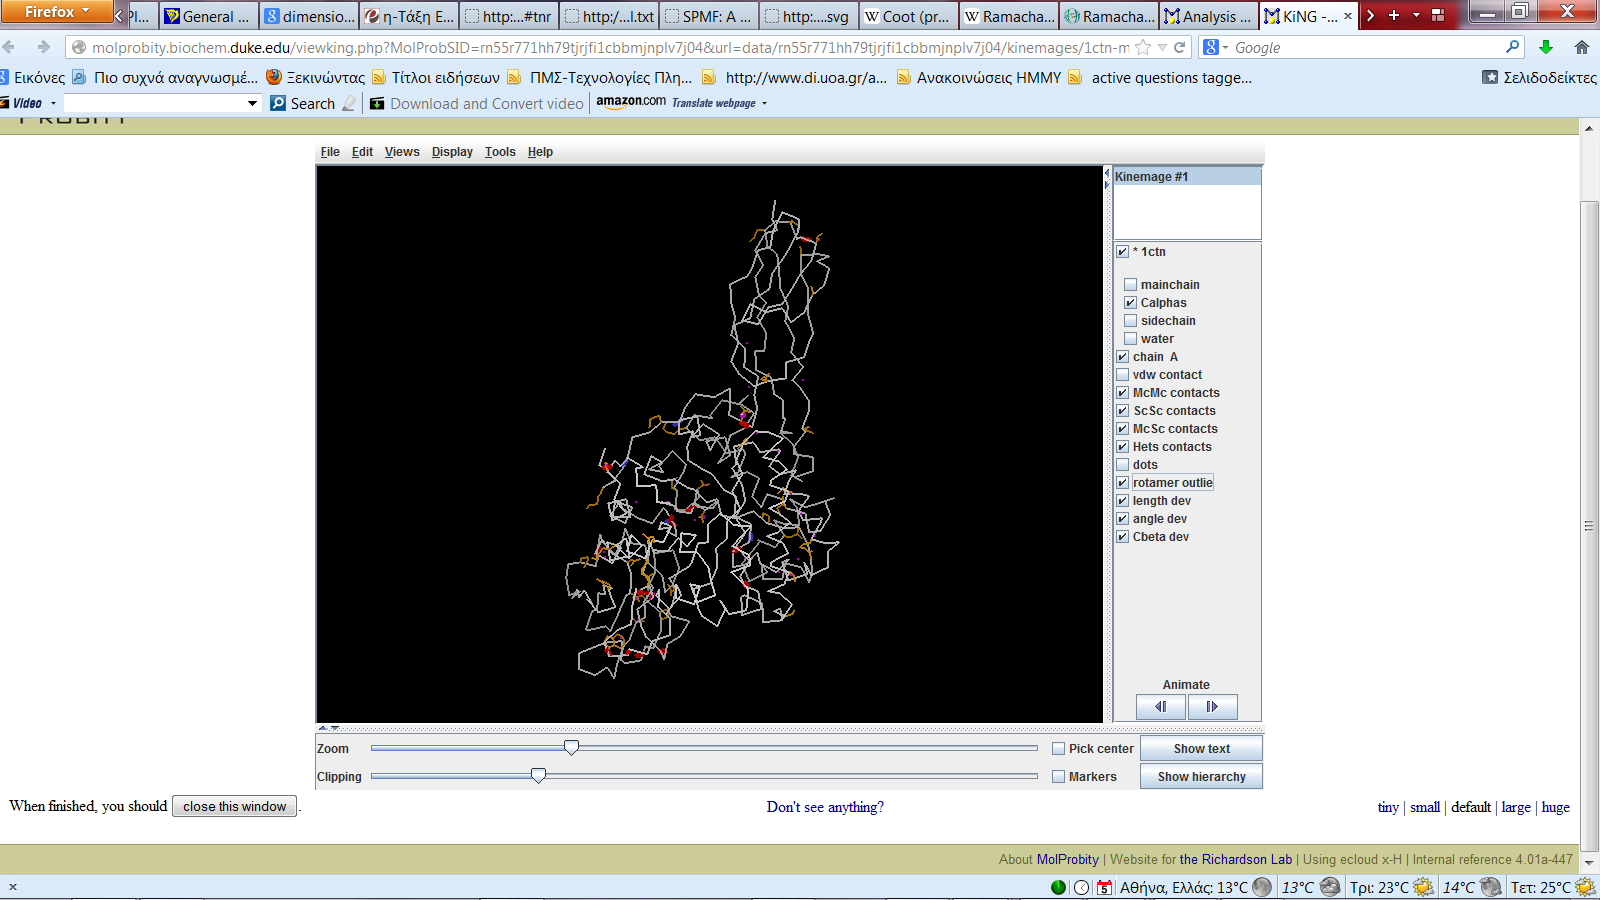 Firefox
Pl...
General ...
dimensio...
η-Τάξη Ε...
http:...#tnr
http:/...l.txt
SPMF: A ...
http:....svg
Coot (pr...
Ramacha...
Ramacha...
Analysis ...
KiNG -...
molprobity.biochem.duke.edu/viewking.php?MolProbSID=rn55r771hh79tjrjfi1cbbmjnplv7j04&url=data/rn55r771hh79tjrjfi1cbbmjnplv7j04/kinemages/1ctn-m
Google
Εικόνες
Πιο συχνά αναγνωσμέ...
Ξεκινώντας
Τίτλοι ειδήσεων
ΠΜΣ-Τεχνολογίες Πλη...
http://www.di.uoa.gr/a...
Ανακοινώσεις ΗΜΜΥ
active questions tagge...
Σελιδοδείκτες
Video
Search
Download and Convert video
amazon.com
Translate webpage
File Edit Views Display Tools Help
Kinemage #1
* 1ctn
mainchain
Calphas
sidechain
water
chain A
vdw contact
McMc contacts
ScSc contacts
McSc contacts
Hets contacts
dots
rotamer outlie
length dev
angle dev
Cbeta dev
Animate
Zoom
Pick center
Show text
Clipping
Markers
Show hierarchy
When finished, you should close this window.
Don't see anything?
tiny | small | default | large | huge
About MolProbity | Website for the Richardson Lab | Using ecloud x-H | Internal reference 4.01a-447
5 Αθήνα, Ελλάς: 13°C 13°C Τρι: 23°C 14°C Τετ: 25°C